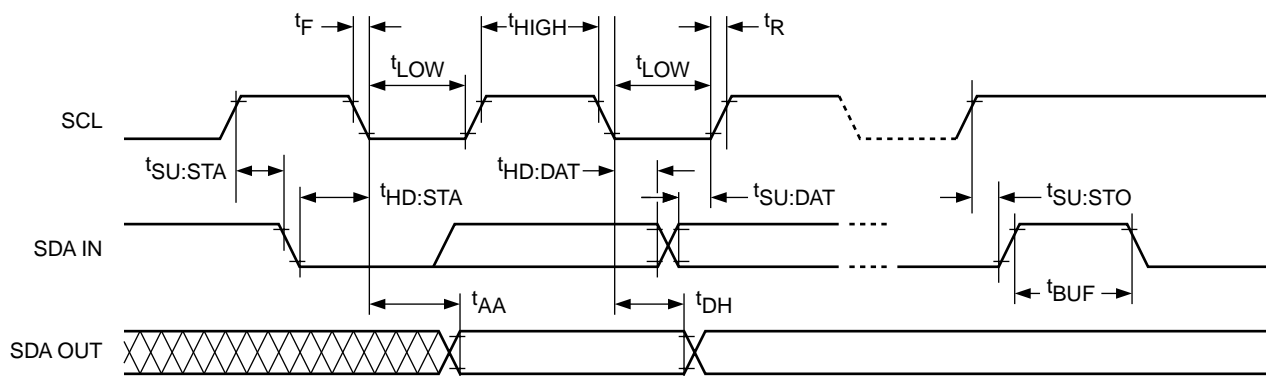 tF
tHIGH
tR
tLOW
tLOW
SCL
tSU:STA
tHD:STA
tHD:DAT
tSU:DAT
tSU:STO
SDA IN
tBUF
tAA
tDH
SDA OUT